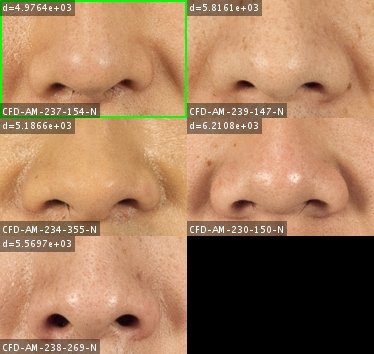 d=4.9764e+03
d=5.8161e+03
CFD-AM-237-154-N
CFD-AM-239-147-N
d=5.1866e+03
d=6.2108e+03
CFD-AM-234-355-N
CFD-AM-230-150-N
d=5.5697e+03
CFD-AM-238-269-N